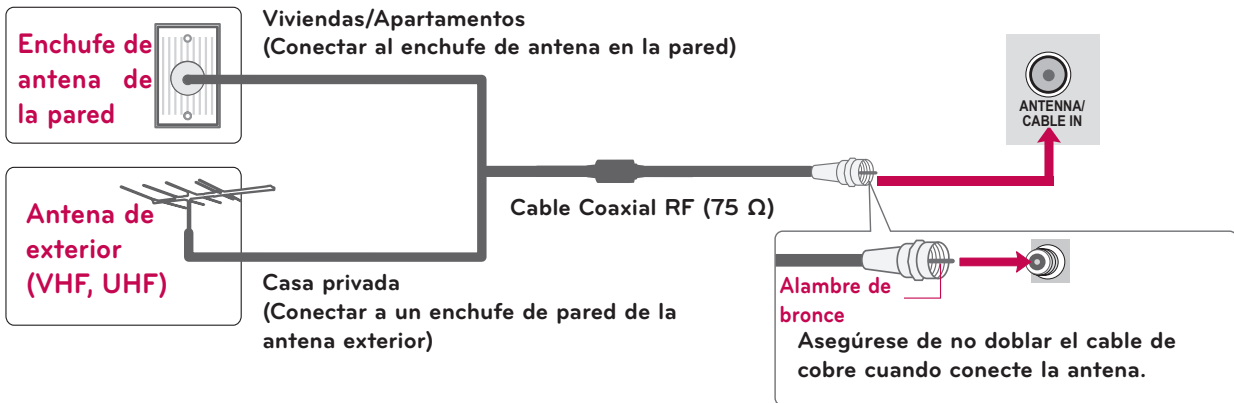 Enchufe de
antena de
la pared
Viviendas/Apartamentos
(Conectar al enchufe de antena en la pared)
ANTENNA/
CABLE IN
Antena de
exterior
(VHF, UHF)
Cable Coaxial RF (75 Ω)
Casa privada
(Conectar a un enchufe de pared de la
antena exterior)
Alambre de
bronce
Asegúrese de no doblar el cable de
cobre cuando conecte la antena.